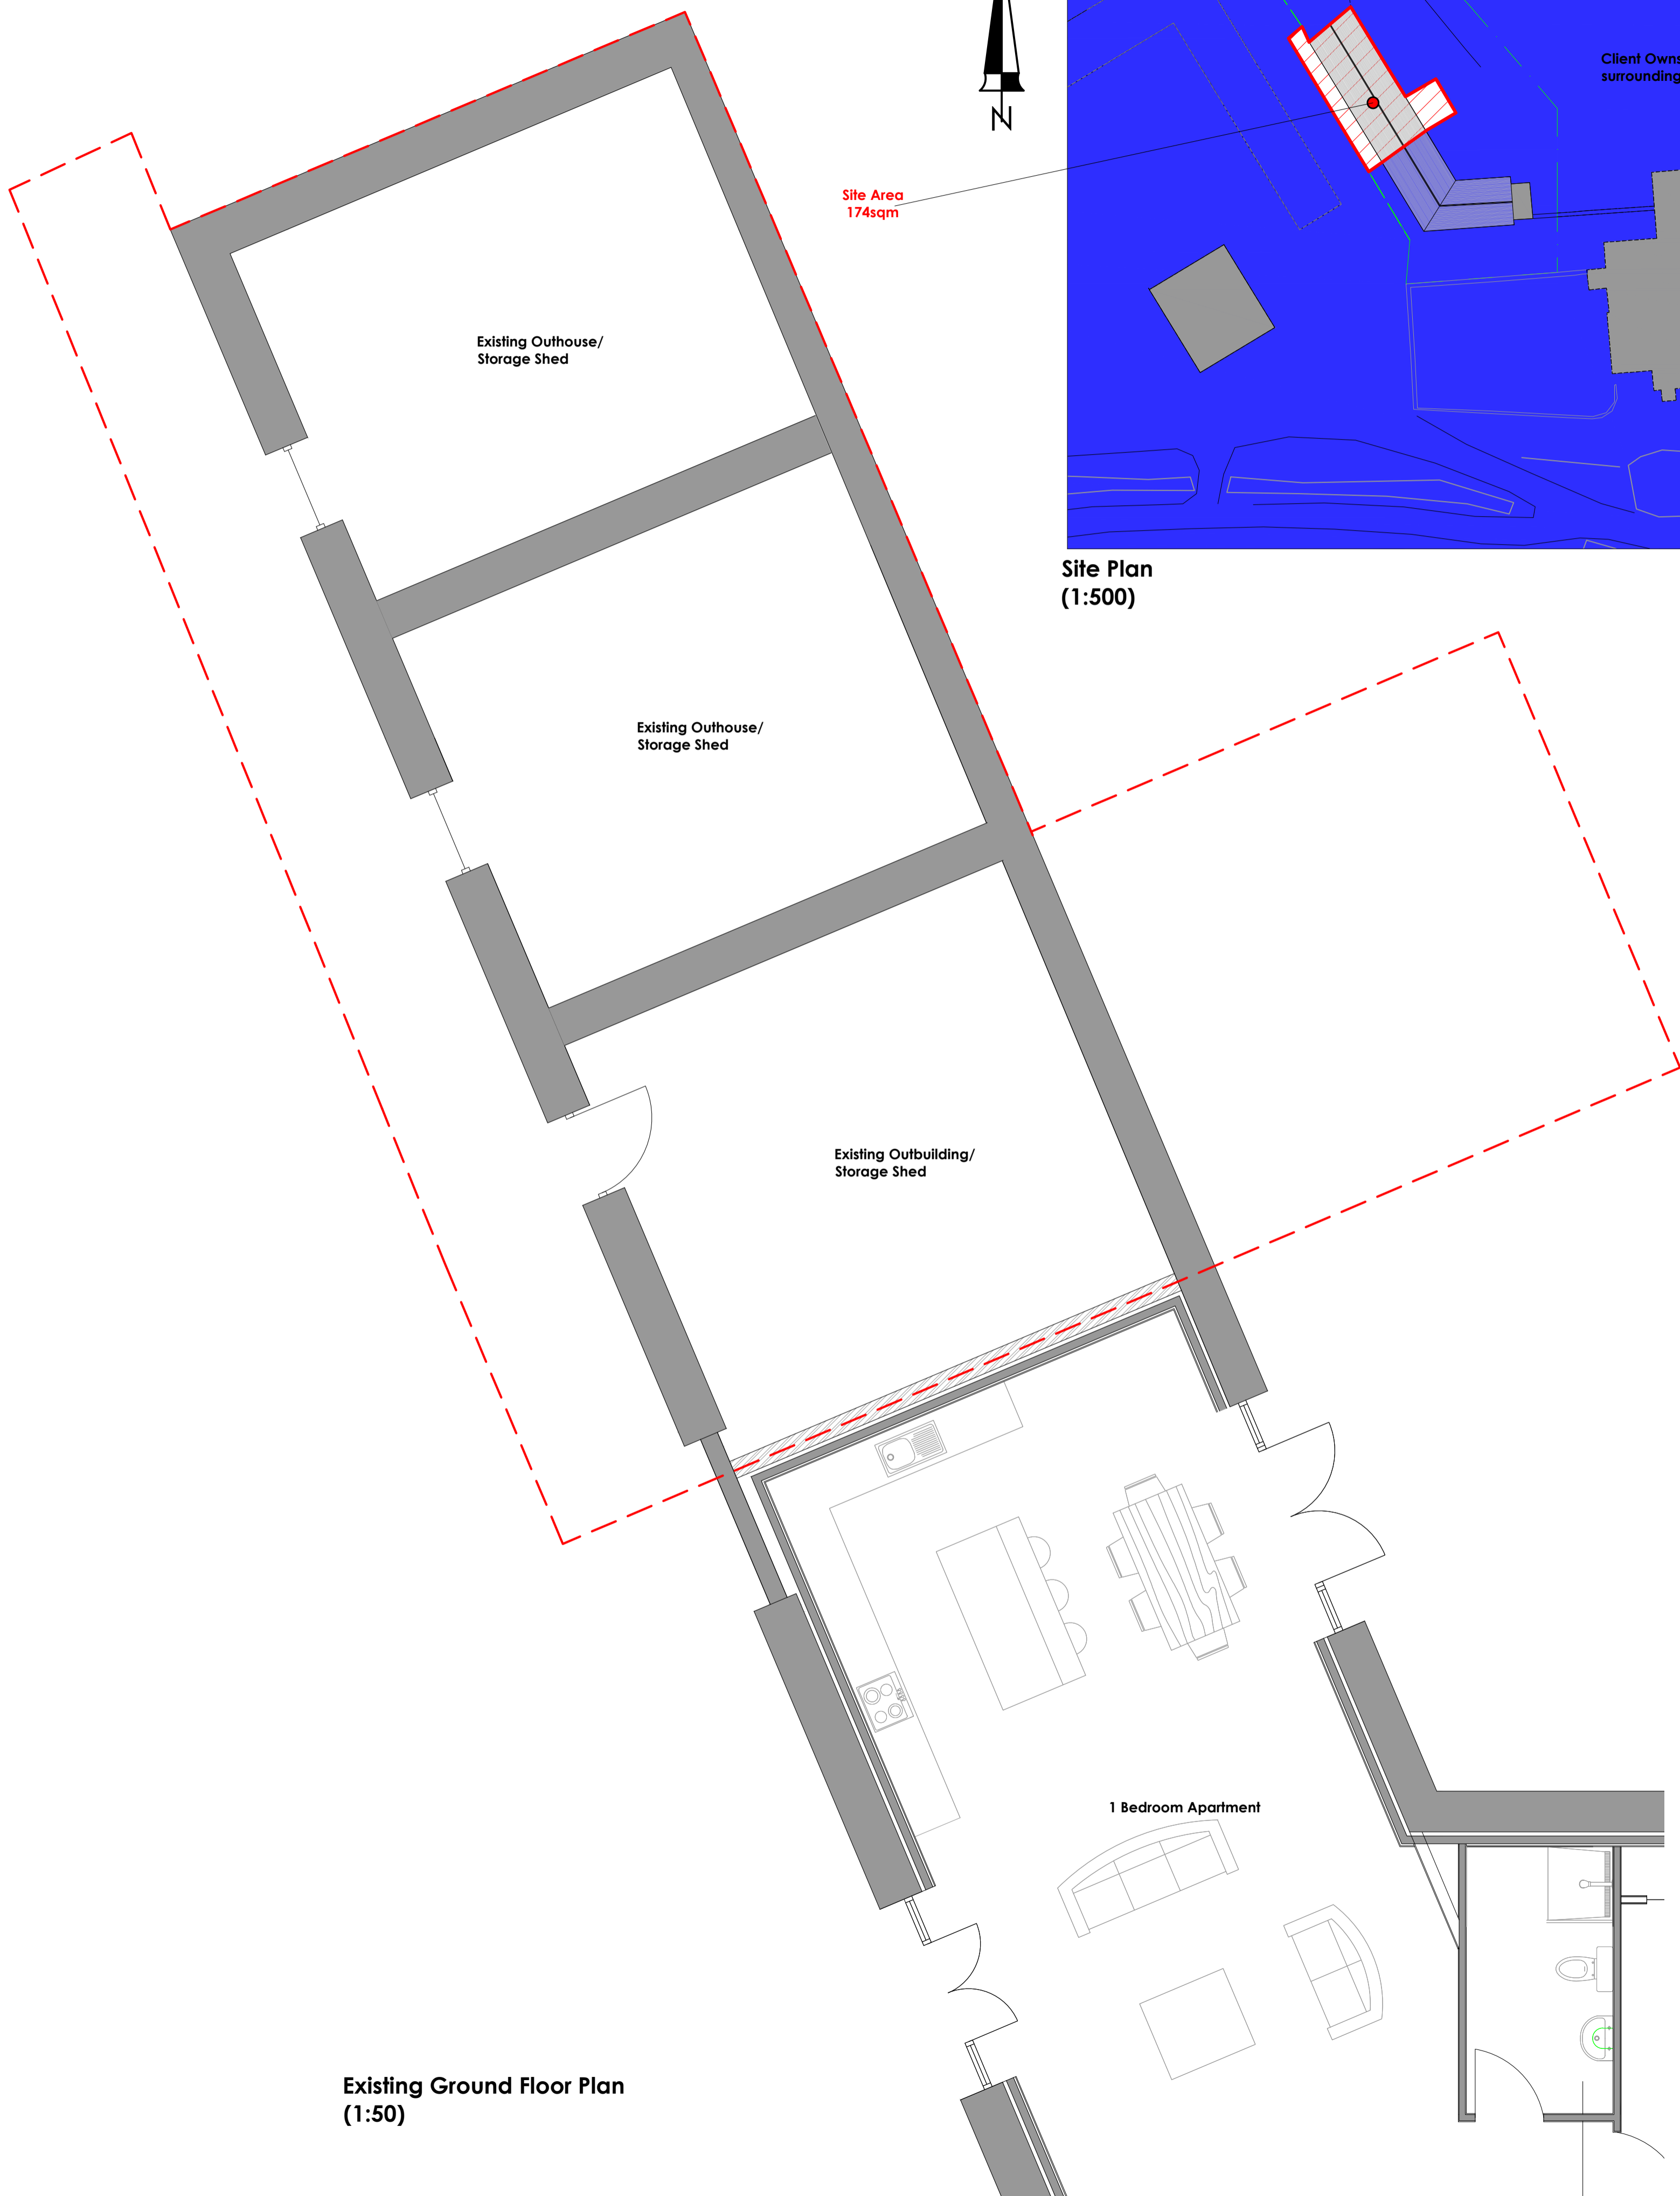 N
Client Owns
surrounding
Site Area
174sqm
Existing Outhouse/
Storage Shed
Site Plan
(1:500)
Existing Outhouse/
Storage Shed
Existing Outbuilding/
Storage Shed
1 Bedroom Apartment
Existing Ground Floor Plan
(1:50)